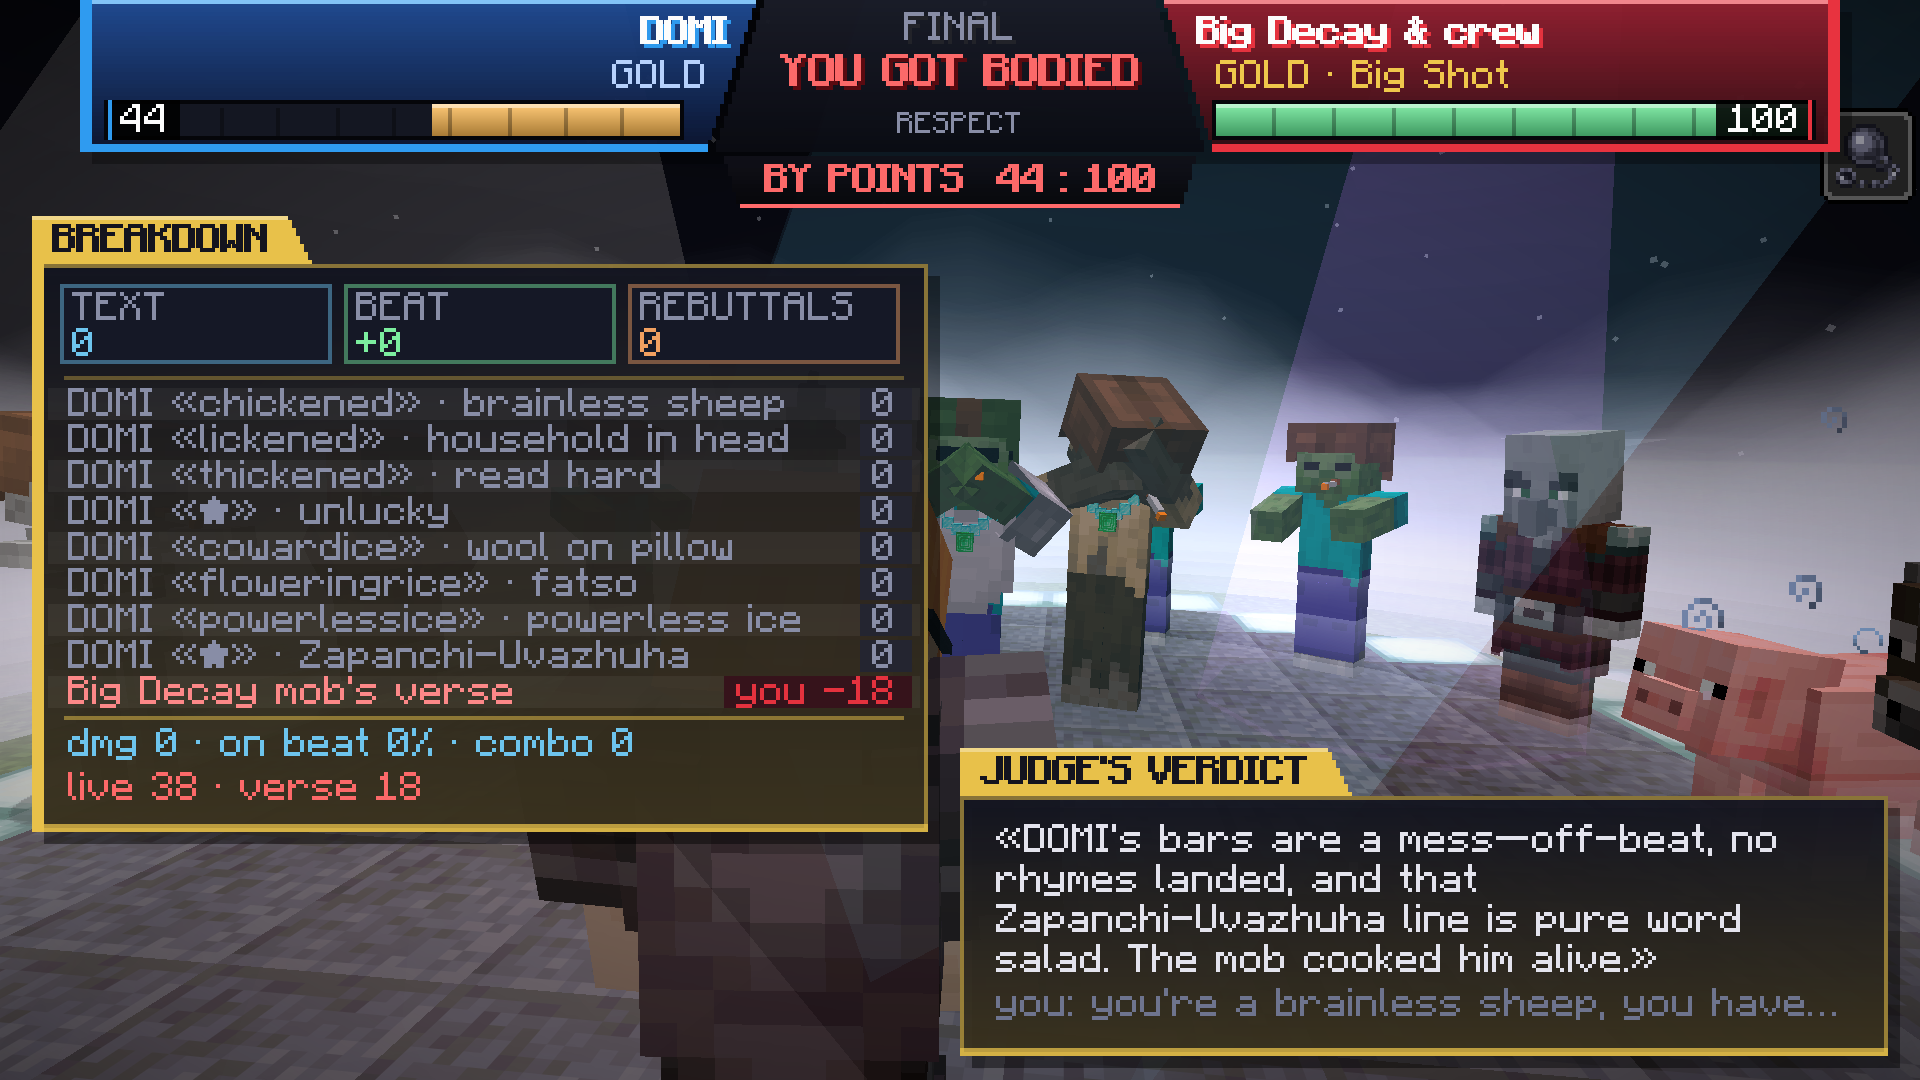 DOMI
GOLD
44
FINAL
YOU GOT BODIED
RESPECT
BY POINTS 44 : 100
Big Decay & crew
GOLD · Big Shot
100
BREAKDOWN
TEXT
0
BEAT
+0
REBUTTALS
0
DOMI «chickened» · brainless sheep 0
DOMI «lickened» · household in head 0
DOMI «thickened» · read hard 0
DOMI «★» · unlucky 0
DOMI «cowardice» · wool on pillow 0
DOMI «floweringrice» · fatso 0
DOMI «powerlessice» · powerless ice 0
DOMI «★» · Zapanchi-Uvazhuha 0
Big Decay mob's verse you -18
dmg 0 · on beat 0% · combo 0
live 38 · verse 18
JUDGE'S VERDICT
«DOMI's bars are a mess—off-beat, no
rhymes landed, and that
Zapanchi-Uvazhuha line is pure word
salad. The mob cooked him alive.»
you: you're a brainless sheep, you have...